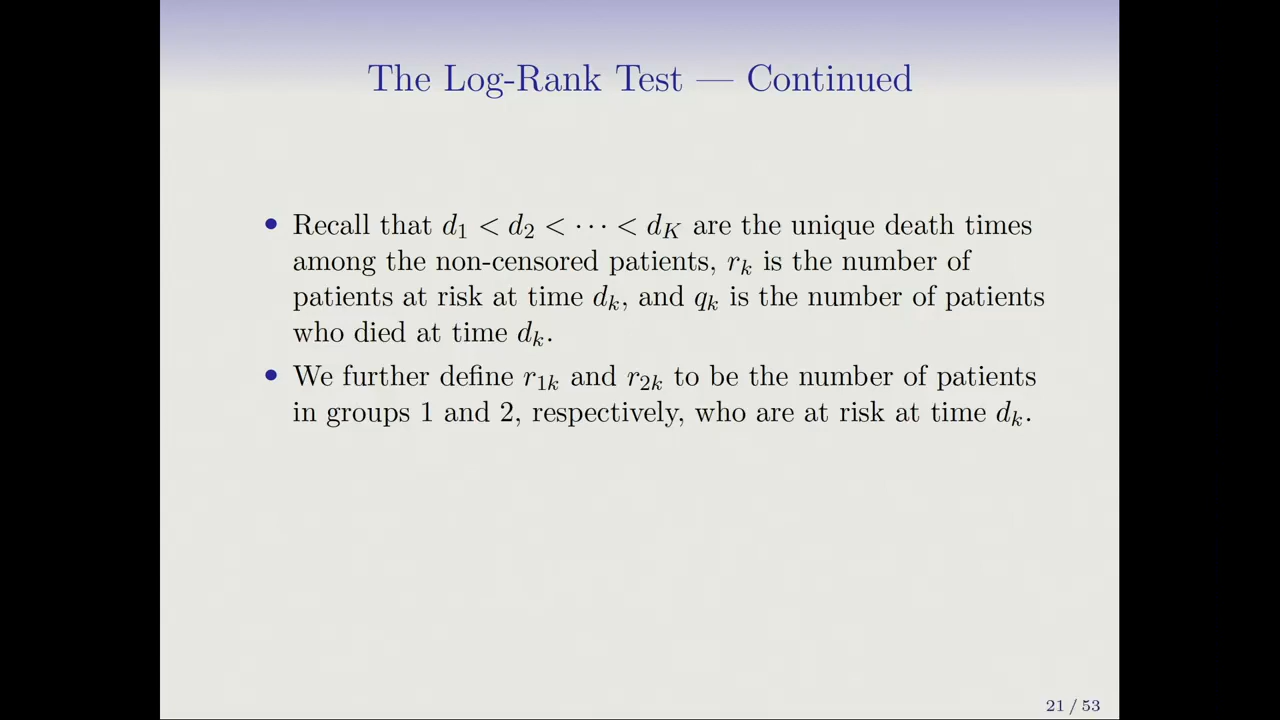 The Log-Rank Test — Continued
• Recall that d₁ < d₂ < ··· < d_K are the unique death times
among the non-censored patients, r_k is the number of
patients at risk at time d_k, and q_k is the number of patients
who died at time d_k.
• We further define r_{1k} and r_{2k} to be the number of patients
in groups 1 and 2, respectively, who are at risk at time d_k.
21 / 53